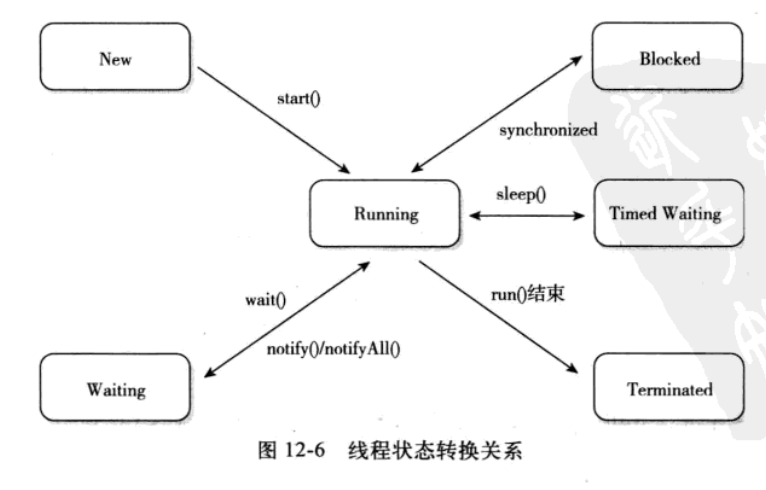 New
Blocked
start()
synchronized
Running
sleep()
Timed Waiting
wait()
run()结束
notify()/notifyAll()
Waiting
Terminated
图 12-6 线程状态转换关系